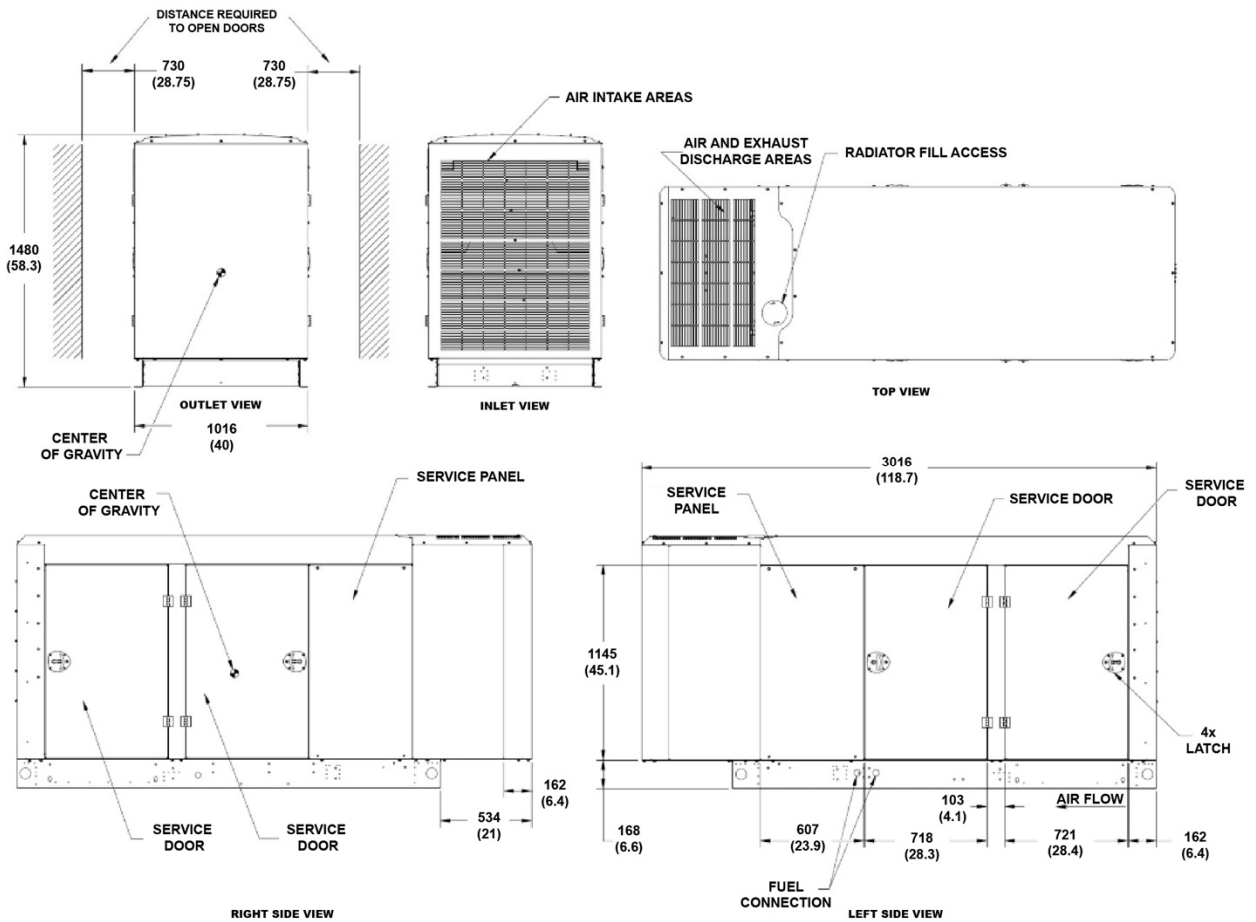 DISTANCE REQUIRED
TO OPEN DOORS
730
(28.75)
730
(28.75)
1480
(58.3)
OUTLET VIEW
1016
(40)
CENTER
OF GRAVITY
AIR INTAKE AREAS
INLET VIEW
AIR AND EXHAUST
DISCHARGE AREAS
RADIATOR FILL ACCESS
TOP VIEW
CENTER
OF GRAVITY
SERVICE PANEL
SERVICE
DOOR
SERVICE
DOOR
162
(6.4)
534
(21)
RIGHT SIDE VIEW
3016
(118.7)
SERVICE
PANEL
SERVICE DOOR
SERVICE
DOOR
1145
(45.1)
4x
LATCH
168
(6.6)
607
(23.9)
718
(28.3)
103
(4.1)
AIR FLOW
721
(28.4)
162
(6.4)
FUEL
CONNECTION
LEFT SIDE VIEW